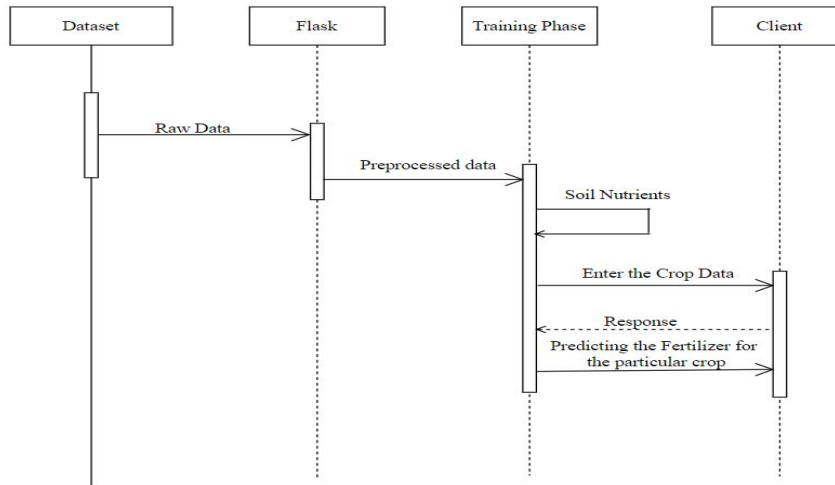 Dataset
Flask
Training Phase
Client
Raw Data
Preprocessed data
Soil Nutrients
Enter the Crop Data
Response
Predicting the Fertilizer for
the particular crop